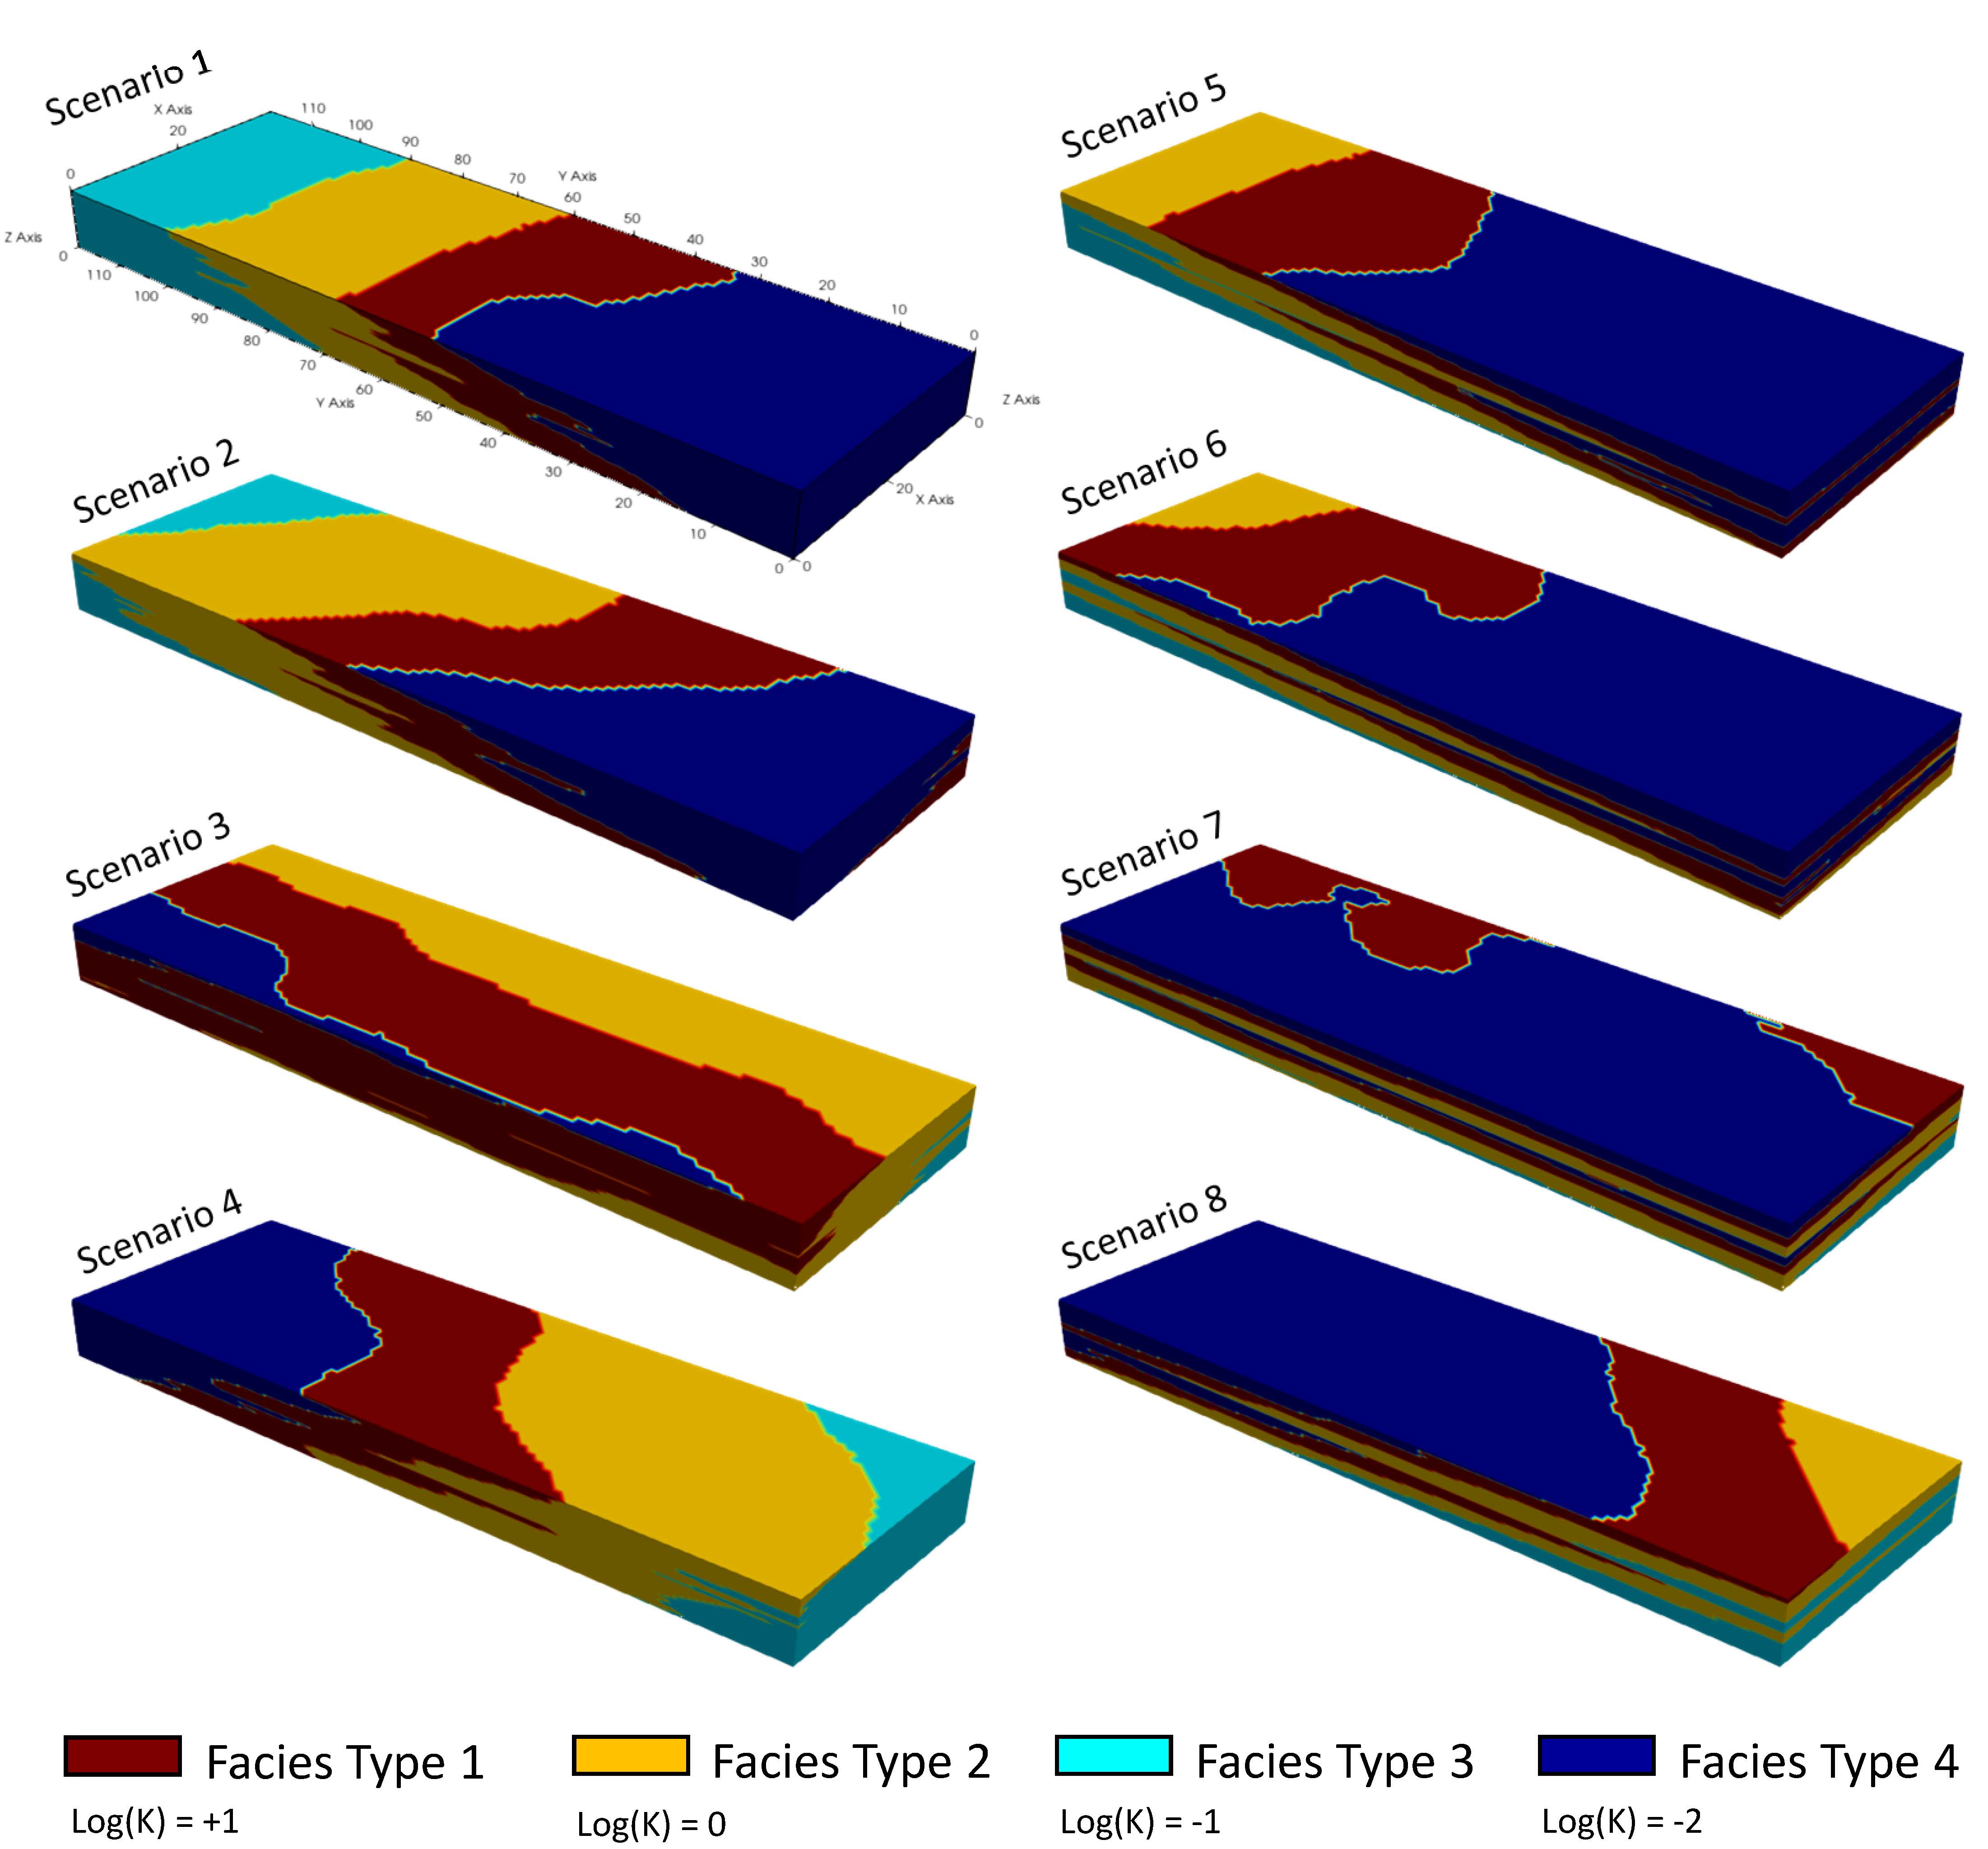 Scenario 1
X Axis
20
0
110
100
90
80
70
Y Axis
60
50
40
30
20
10
0
Z Axis
0
110
100
90
80
70
60
Y Axis
50
40
30
20
10
0
0
20
X Axis
0
Z Axis
Scenario 2
Scenario 3
Scenario 4
Scenario 5
Scenario 6
Scenario 7
Scenario 8
Facies Type 1
Log(K) = +1
Facies Type 2
Log(K) = 0
Facies Type 3
Log(K) = -1
Facies Type 4
Log(K) = -2